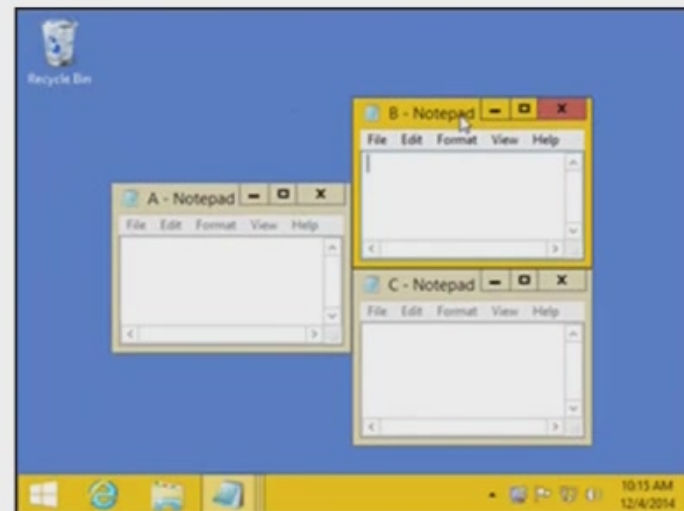 Recycle Bin
B - Notepad
File Edit Format View Help
A - Notepad
File Edit Format View Help
C - Notepad
File Edit Format View Help
10:15 AM
12/4/2014